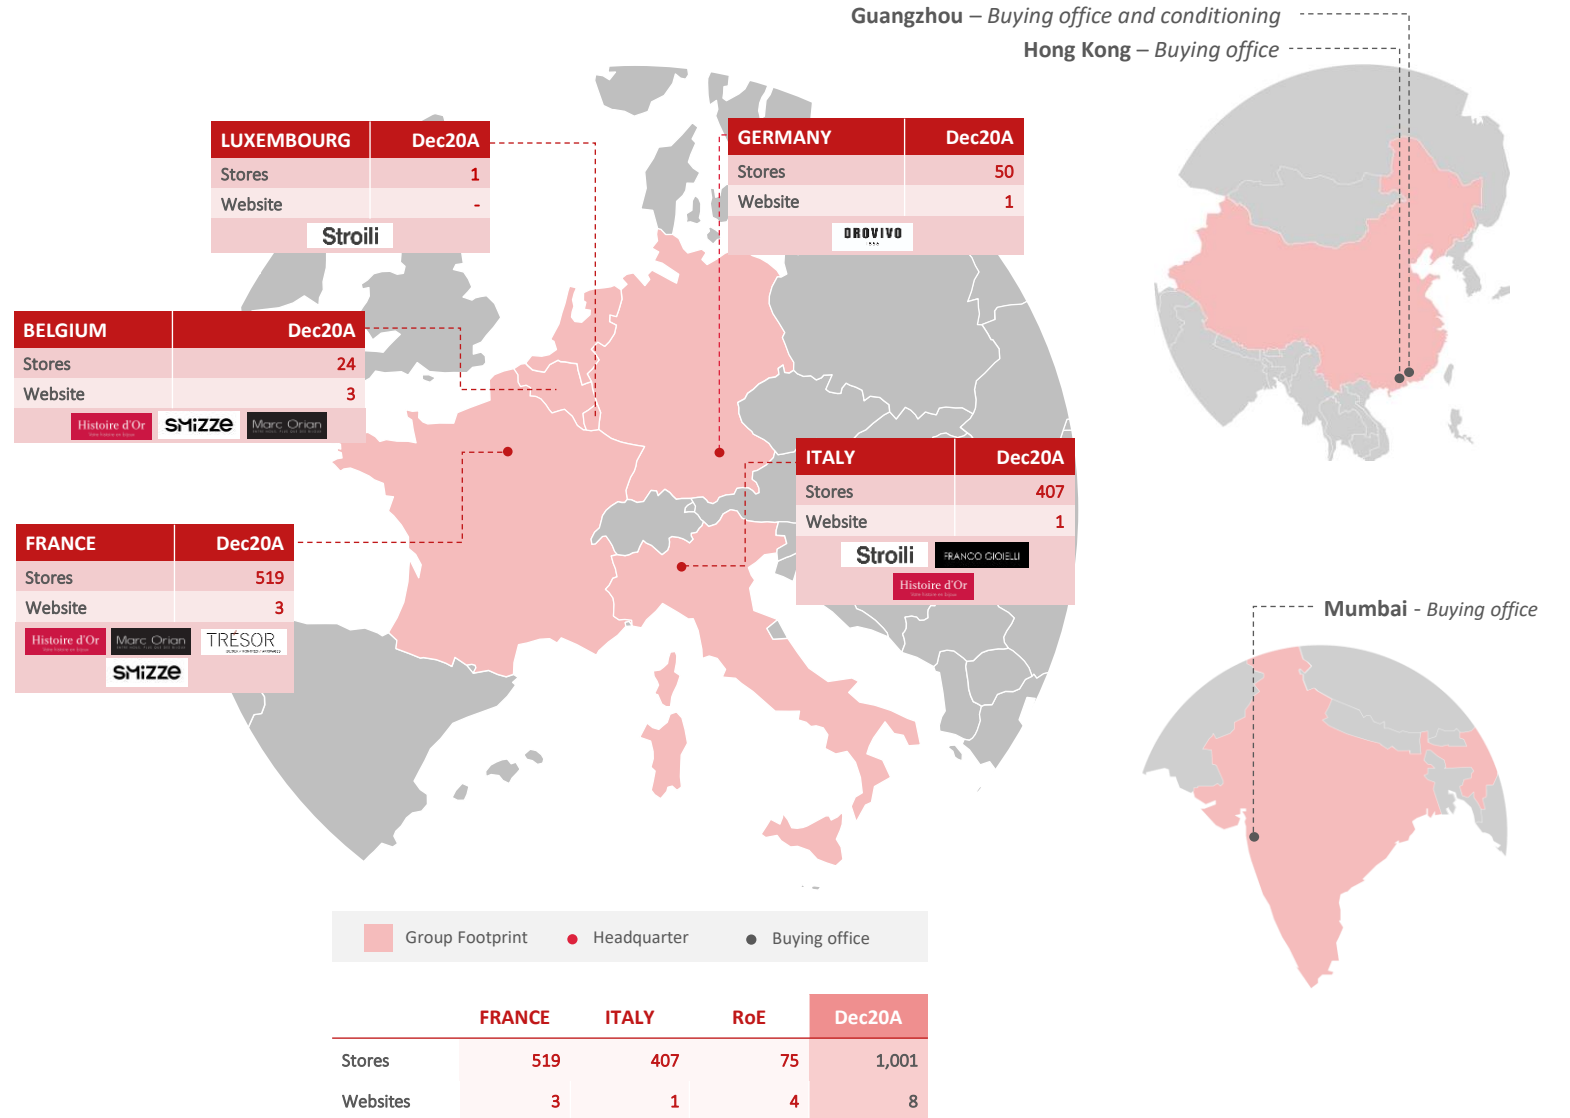 Guangzhou – Buying office and conditioning
Hong Kong – Buying office
LUXEMBOURG Dec20A
Stores 1
Website -
Stroili
GERMANY Dec20A
Stores 50
Website 1
OROVIVO
BELGIUM Dec20A
Stores 24
Website 3
Histoire d'Or SMIZZE Marc Orian
ITALY Dec20A
Stores 407
Website 1
Stroili FRANCO GIOIELLI
Histoire d'Or
FRANCE Dec20A
Stores 519
Website 3
Histoire d'Or Marc Orian TRÉSOR
SMIZZE
Mumbai - Buying office
Group Footprint Headquarter Buying office
FRANCE ITALY RoE Dec20A
Stores 519 407 75 1,001
Websites 3 1 4 8